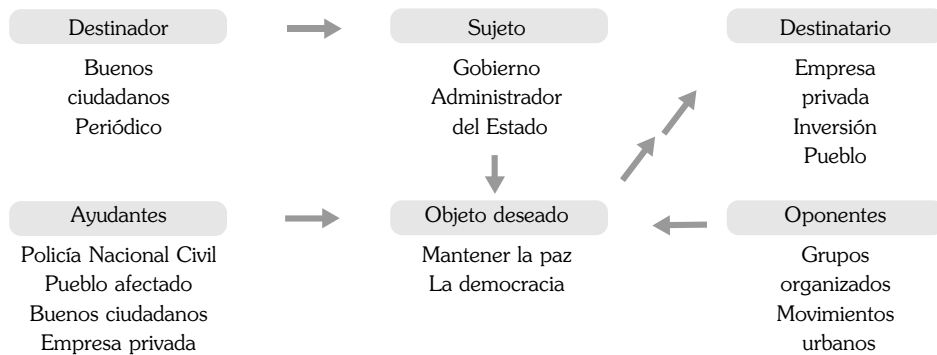 Destinador
Buenos
ciudadanos
Periódico
Sujeto
Gobierno
Administrador
del Estado
Destinatario
Empresa
privada
Inversión
Pueblo
Ayudantes
Policía Nacional Civil
Pueblo afectado
Buenos ciudadanos
Empresa privada
Objeto deseado
Mantener la paz
La democracia
Oponentes
Grupos
organizados
Movimientos
urbanos